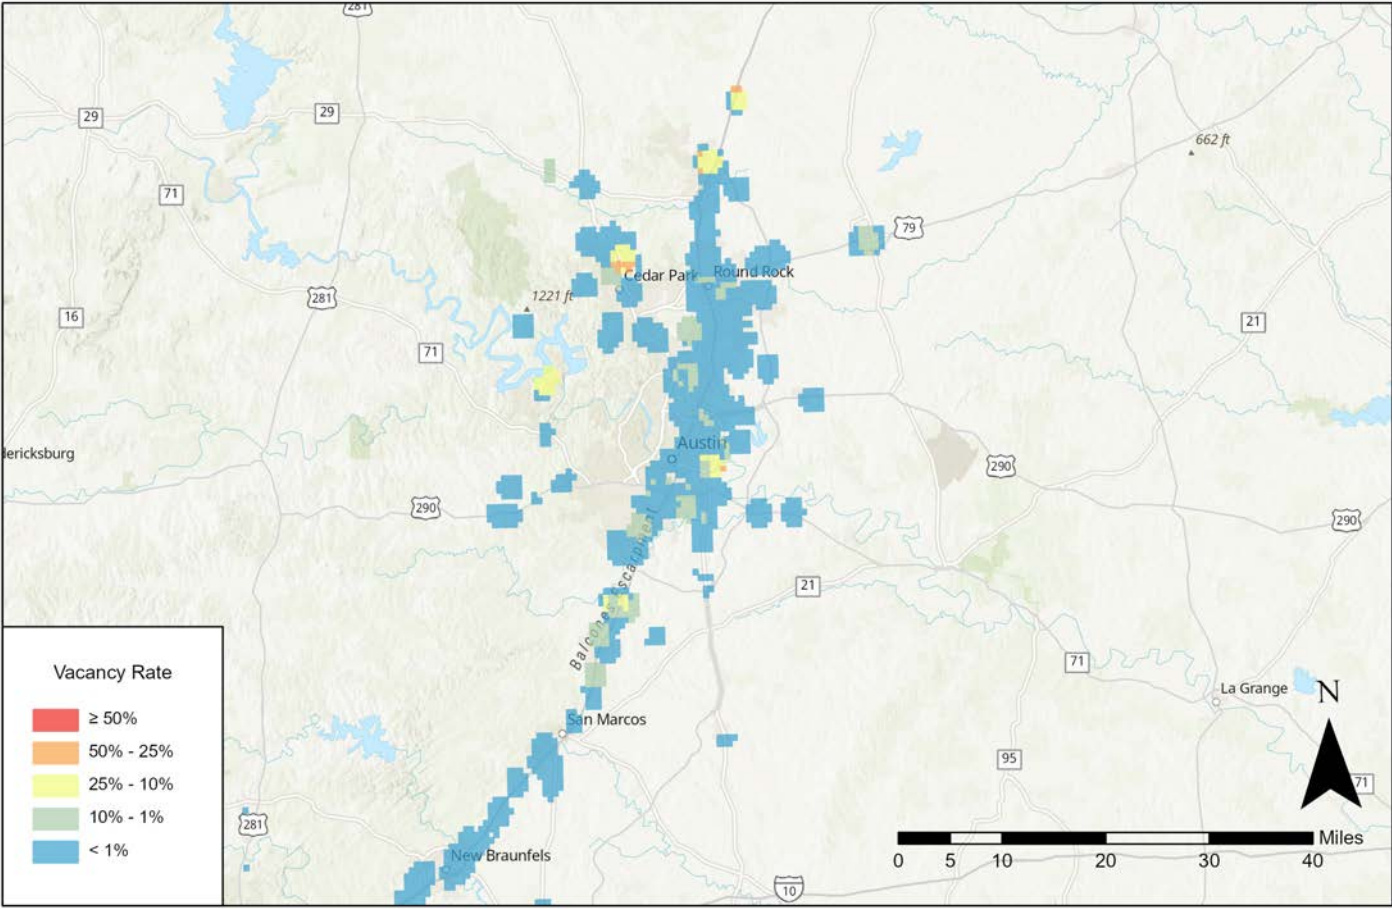 281
29
29
662 ft
71
79
Cedar Park
Round Rock
1221 ft
281
16
21
71
Austin
dericksburg
290
290
290
Balcones Escarpment
21
71
La Grange
N
San Marcos
95
71
281
New Braunfels
10
Vacancy Rate
≥ 50%
50% - 25%
25% - 10%
10% - 1%
< 1%
Miles
0 5 10 20 30 40